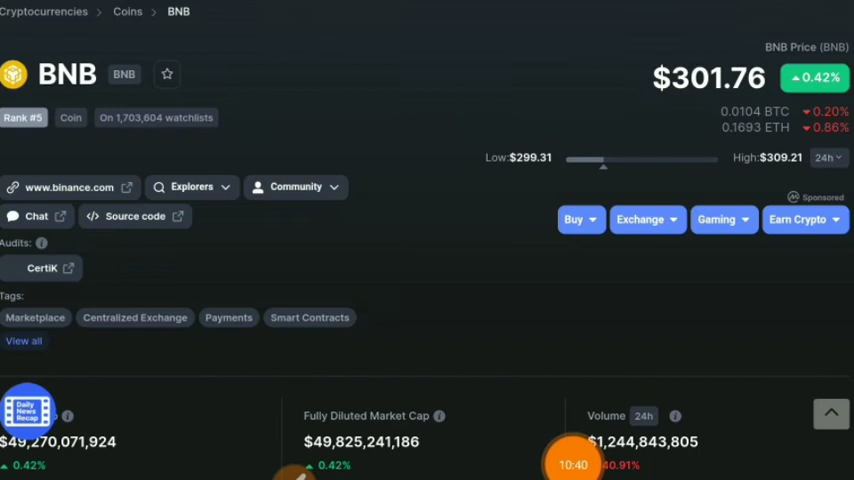 Cryptocurrencies > Coins > BNB
BNB Price (BNB)
BNB BNB
$301.76 0.42%
Rank #5 Coin On 1,703,604 watchlists
0.0104 BTC 0.20%
0.1693 ETH 0.86%
Low:$299.31 High:$309.21 24h
www.binance.com Explorers Community
Sponsored
Chat Source code
Buy Exchange Gaming Earn Crypto
Audits:
CertiK
Tags:
Marketplace Centralized Exchange Payments Smart Contracts
View all
Daily
News
Recap
Fully Diluted Market Cap
Volume 24h
$49,270,071,924
$49,825,241,186
$1,244,843,805
0.42%
0.42%
10:40
40.91%